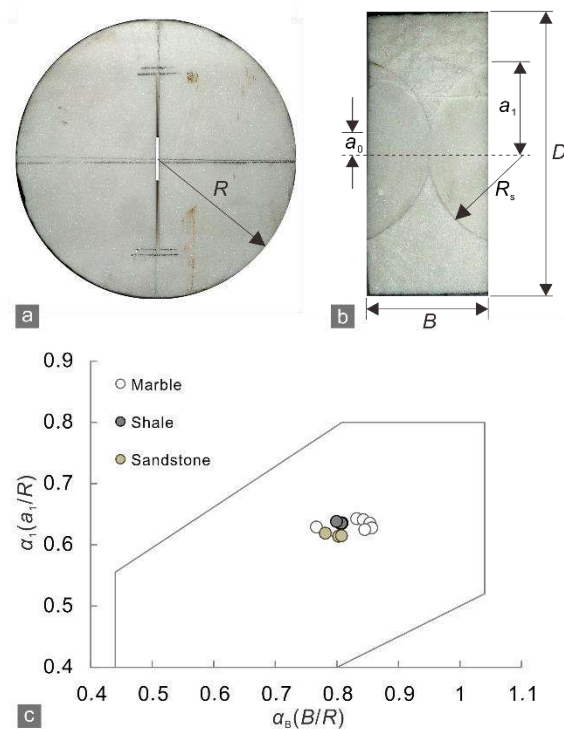 R
a
a₁
a₀
D
Rₛ
B
b
0.9
Marble
0.8
Shale
Sandstone
0.7
α₁(a₁/R)
0.6
0.5
0.4
0.4 0.5 0.6 0.7 0.8 0.9 1 1.1
c
α_B(B/R)